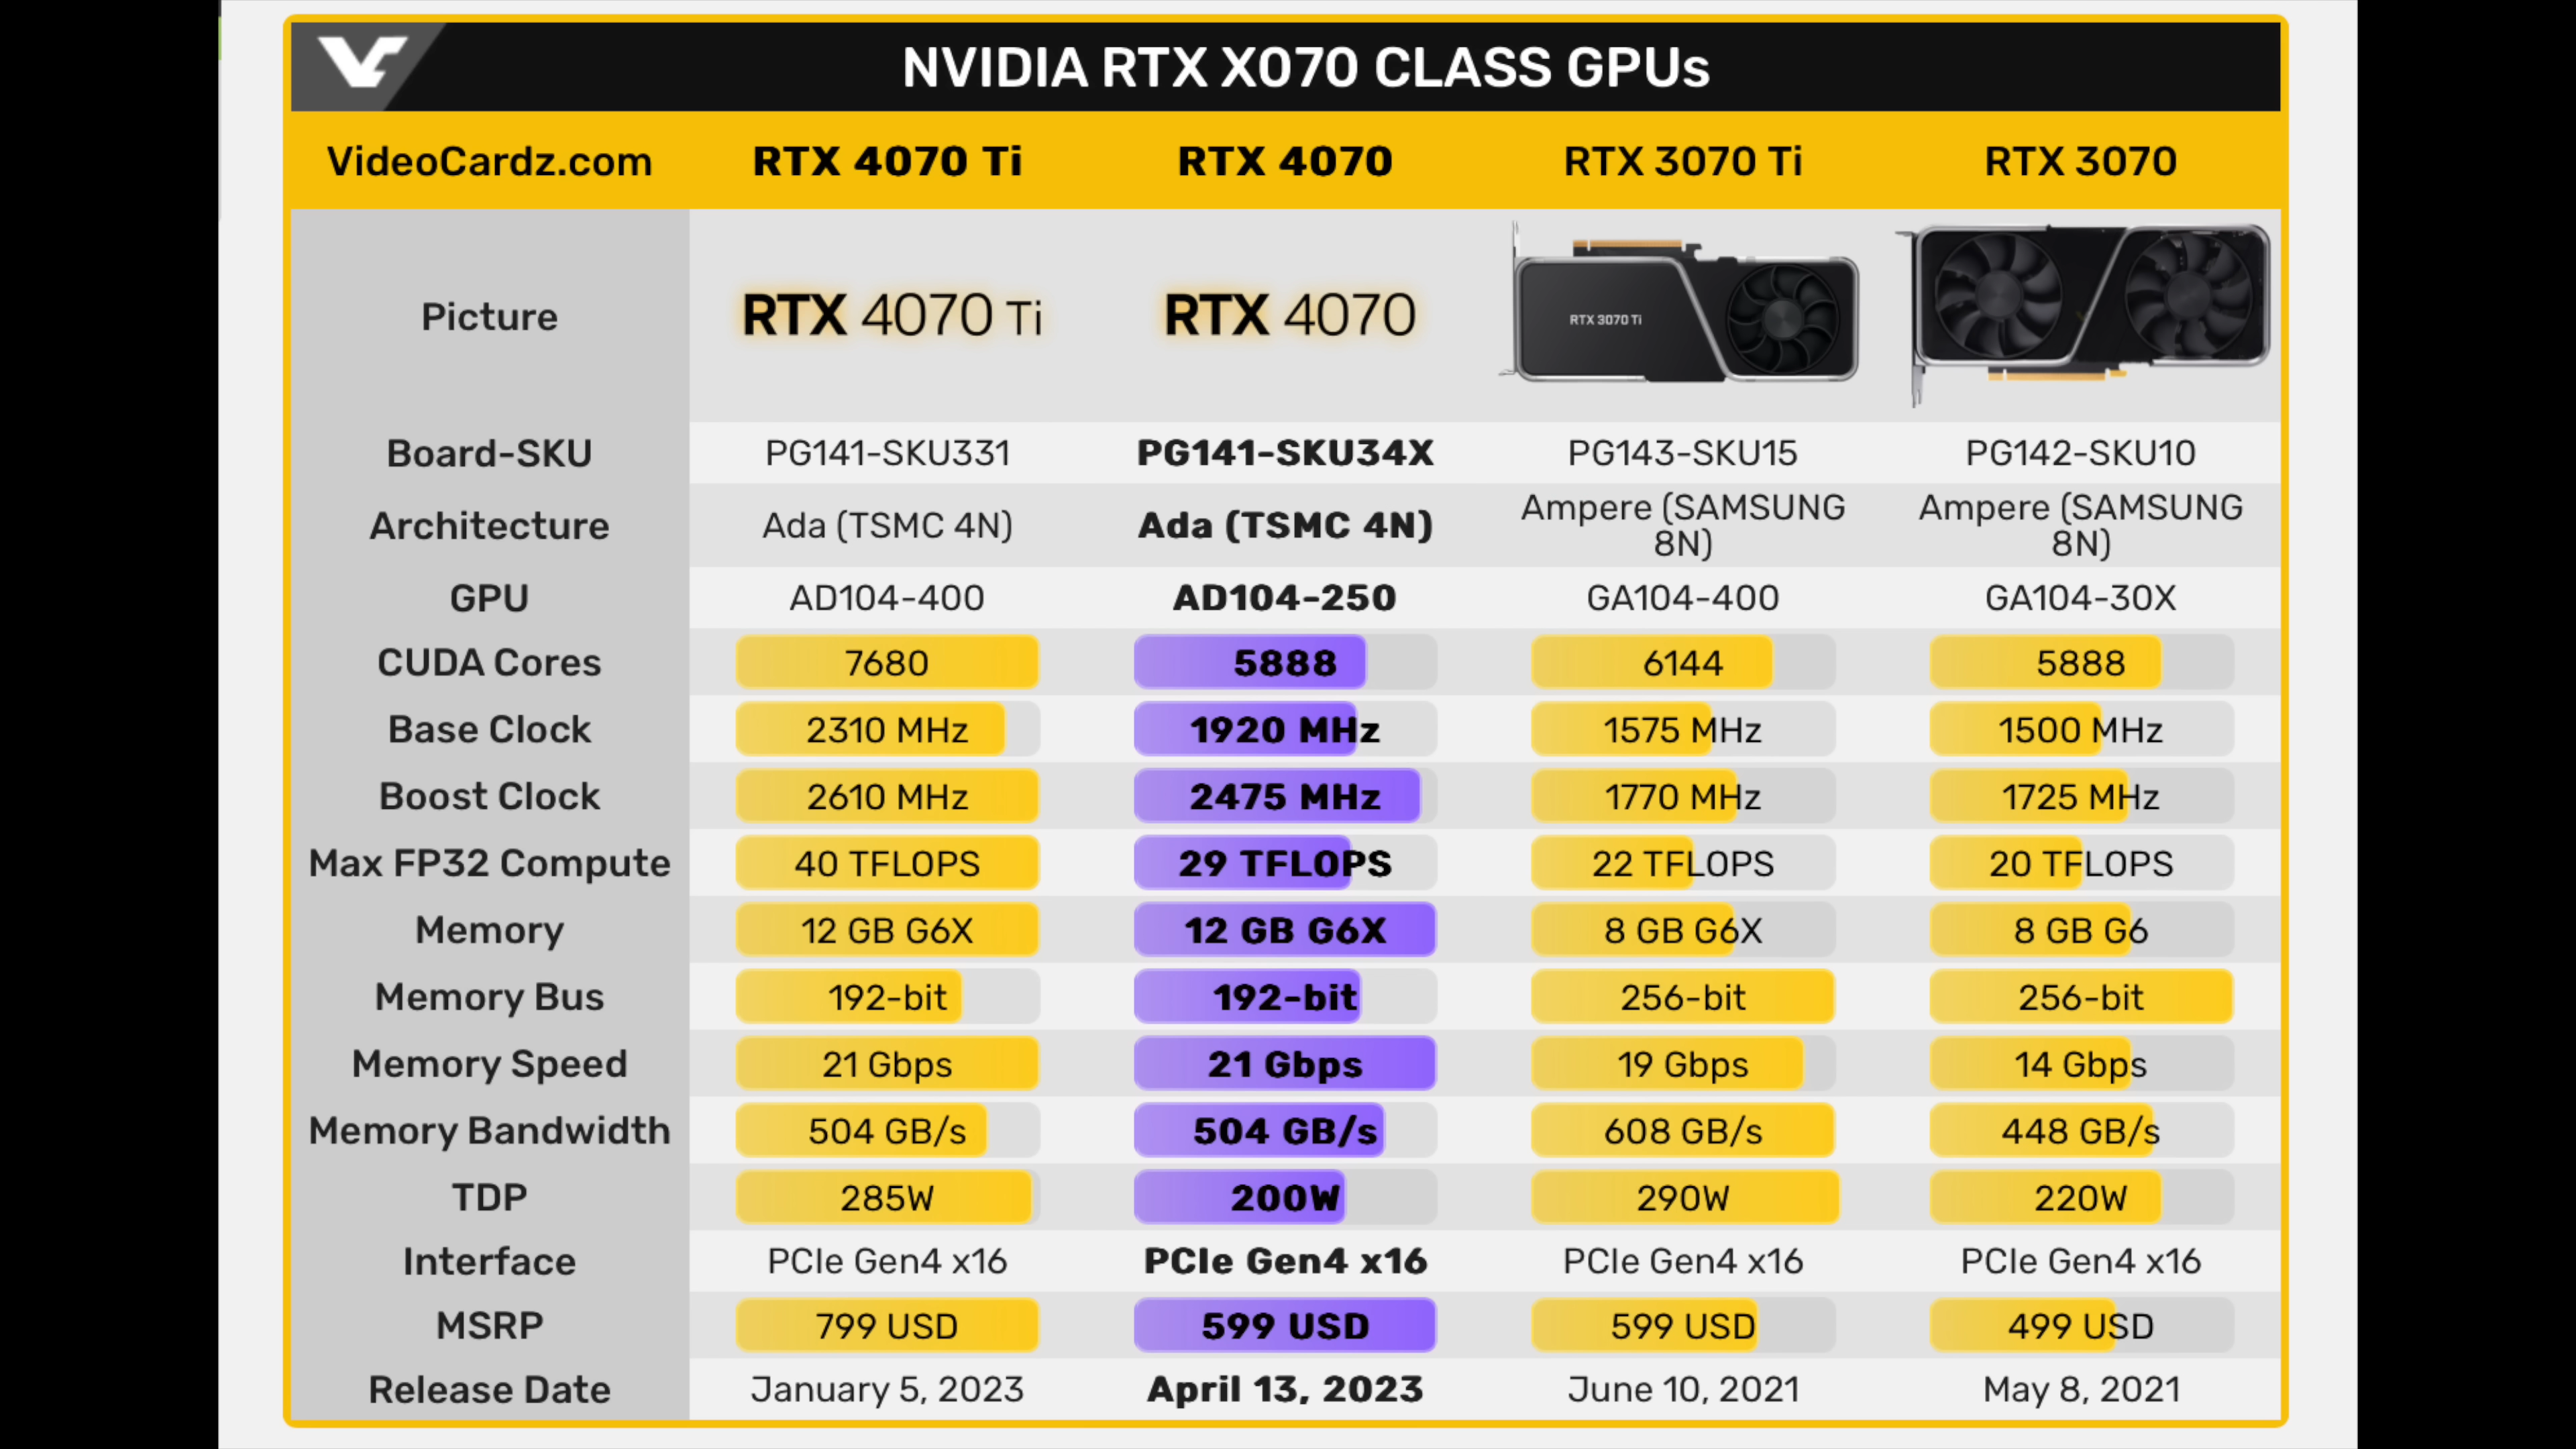 NVIDIA RTX X070 CLASS GPUs
VideoCardz.com RTX 4070 Ti RTX 4070 RTX 3070 Ti RTX 3070
Picture RTX 4070 Ti RTX 4070 RTX 3070 Ti
Board-SKU PG141-SKU331 PG141-SKU34X PG143-SKU15 PG142-SKU10
Architecture Ada (TSMC 4N) Ada (TSMC 4N) Ampere (SAMSUNG 8N) Ampere (SAMSUNG 8N)
GPU AD104-400 AD104-250 GA104-400 GA104-30X
CUDA Cores 7680 5888 6144 5888
Base Clock 2310 MHz 1920 MHz 1575 MHz 1500 MHz
Boost Clock 2610 MHz 2475 MHz 1770 MHz 1725 MHz
Max FP32 Compute 40 TFLOPS 29 TFLOPS 22 TFLOPS 20 TFLOPS
Memory 12 GB G6X 12 GB G6X 8 GB G6X 8 GB G6
Memory Bus 192-bit 192-bit 256-bit 256-bit
Memory Speed 21 Gbps 21 Gbps 19 Gbps 14 Gbps
Memory Bandwidth 504 GB/s 504 GB/s 608 GB/s 448 GB/s
TDP 285W 200W 290W 220W
Interface PCIe Gen4 x16 PCIe Gen4 x16 PCIe Gen4 x16 PCIe Gen4 x16
MSRP 799 USD 599 USD 599 USD 499 USD
Release Date January 5, 2023 April 13, 2023 June 10, 2021 May 8, 2021